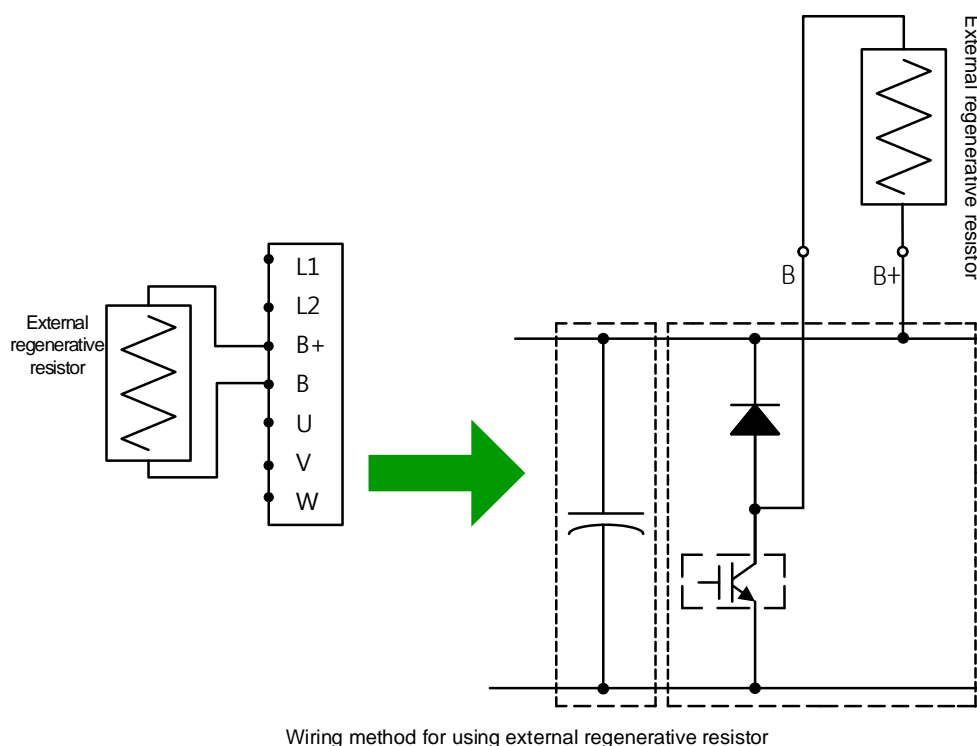 External
regenerative
resistor
L1
L2
B+
B
U
V
W
External regenerative resistor
B
B+
Wiring method for using external regenerative resistor